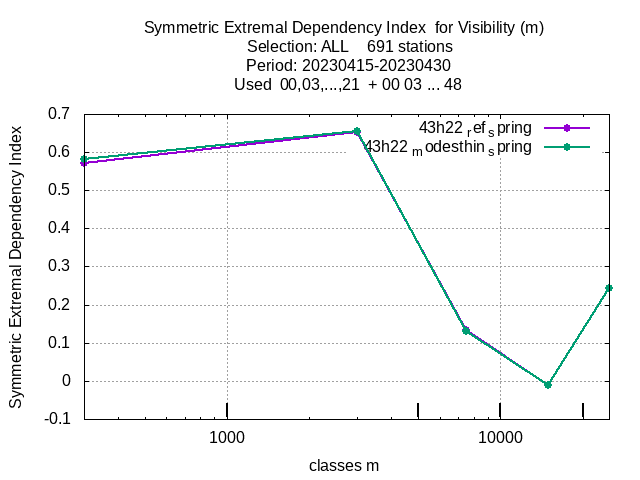 Symmetric Extremal Dependency Index  for Visibility (m)
Selection: ALL    691 stations
Period: 20230415-20230430
Used  00,03,...,21  + 00 03 ... 48
Symmetric Extremal Dependency Index
0.7
0.6
0.5
0.4
0.3
0.2
0.1
0
-0.1
43h22 ref spring
43h22 modesthin spring
1000
10000
classes m